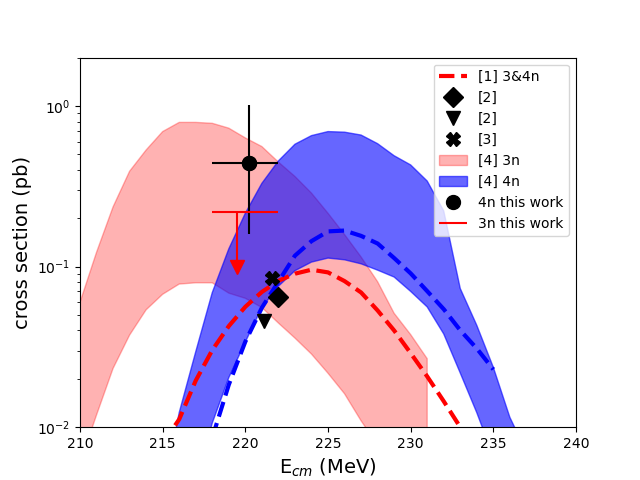 [1] 3&4n
[2]
[2]
[3]
[4] 3n
[4] 4n
4n this work
3n this work
10⁰
10⁻¹
10⁻²
cross section (pb)
210 215 220 225 230 235 240
E_cm (MeV)